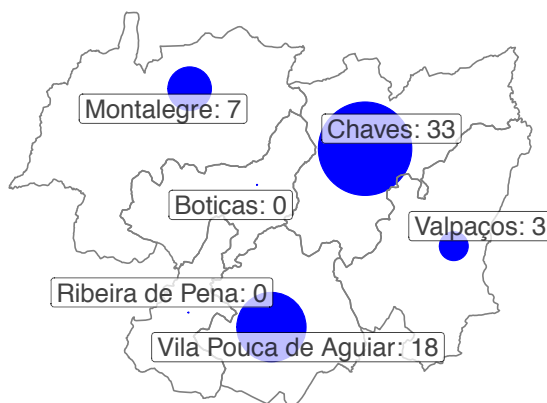 Montalegre: 7
Chaves: 33
Boticas: 0
Valpaços: 3
Ribeira de Pena: 0
Vila Pouca de Aguiar: 18